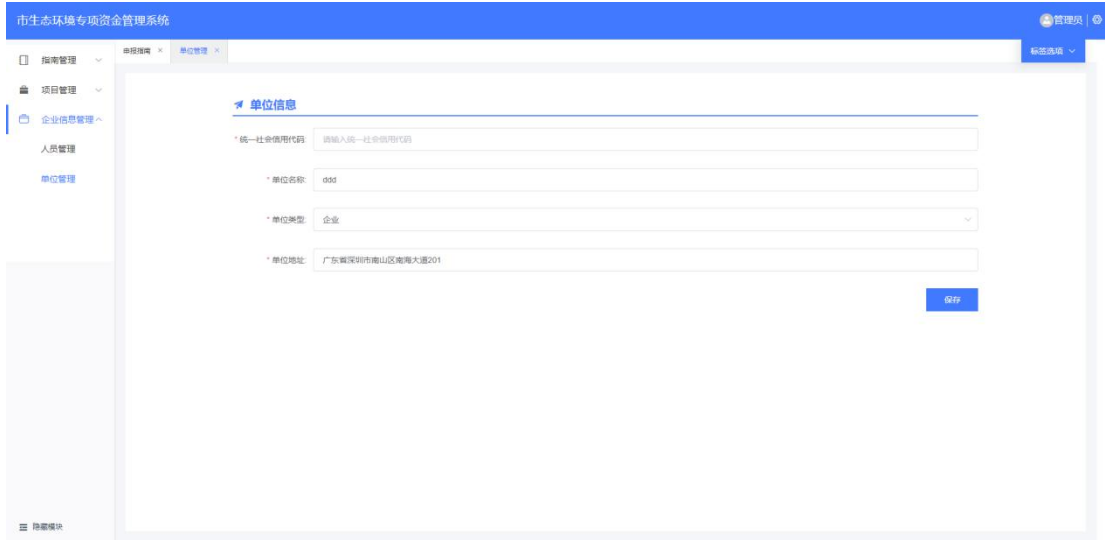 市生态环境专项资金管理系统
管理员
指南管理
申报指南 ×
单位管理 ×
标签选项
项目管理
企业信息管理
人员管理
单位管理
单位信息
* 统一社会信用代码: 请输入统一社会信用代码
* 单位名称: ddd
* 单位类型: 企业
* 单位地址: 广东省深圳市南山区南海大道201
保存
隐藏模块